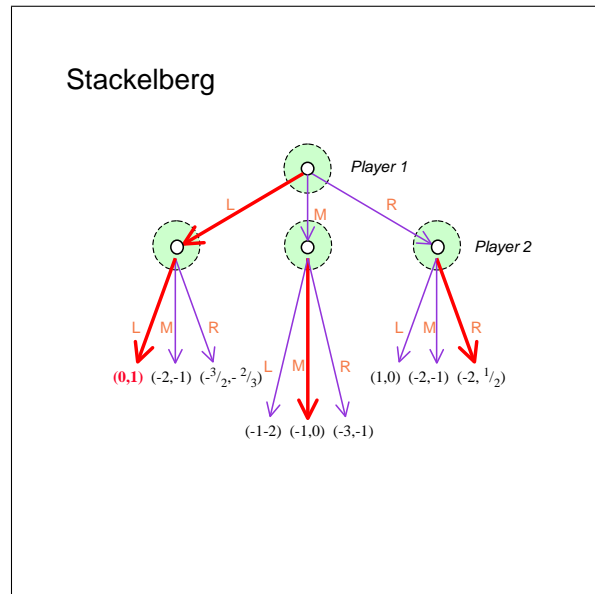 Stackelberg
Player 1
L
M
R
Player 2
L M R
L M R
L M R
(0,1) (-2,-1) (-3/2,- 2/3)
(1,0) (-2,-1) (-2, 1/2)
(-1-2) (-1,0) (-3,-1)